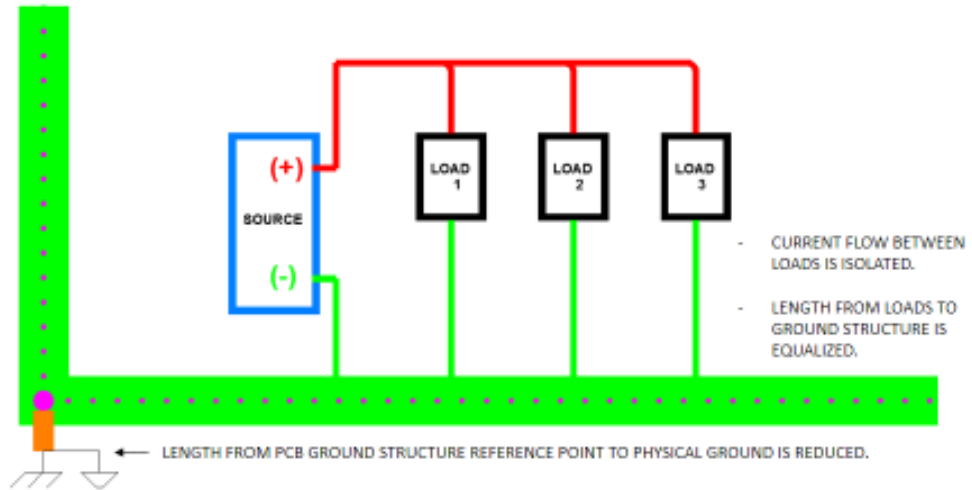 (+)
SOURCE
(-)
LOAD
1
LOAD
2
LOAD
3
- CURRENT FLOW BETWEEN
LOADS IS ISOLATED.
- LENGTH FROM LOADS TO
GROUND STRUCTURE IS
EQUALIZED.
LENGTH FROM PCB GROUND STRUCTURE REFERENCE POINT TO PHYSICAL GROUND IS REDUCED.